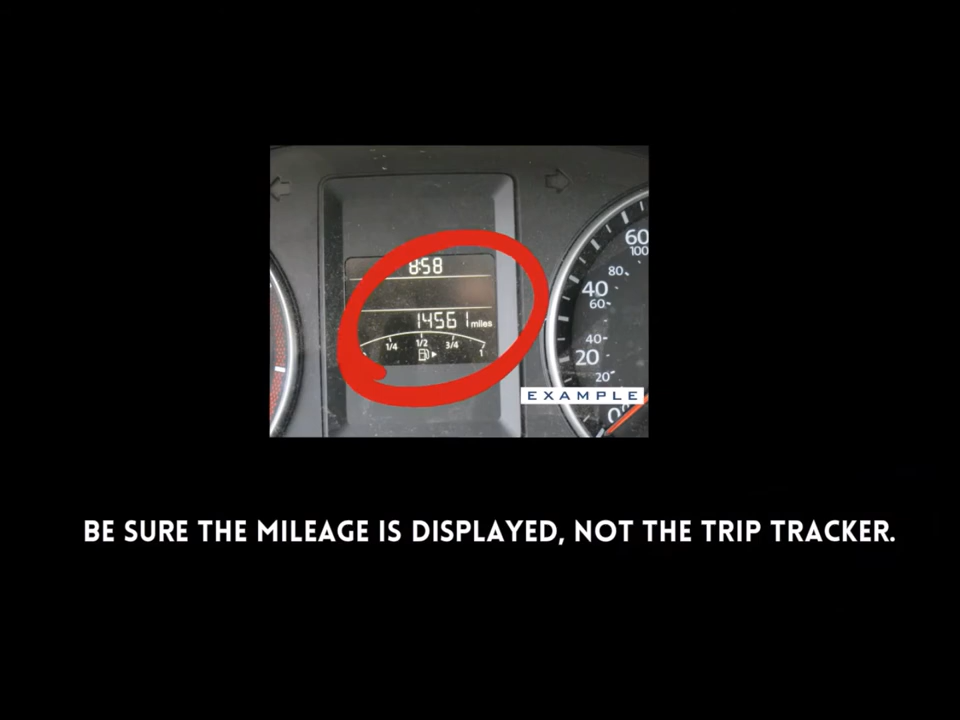 8:58
14561 miles
1/4 1/2 3/4 1
60
100
80
40
60
40
20
20
0
EXAMPLE
BE SURE THE MILEAGE IS DISPLAYED, NOT THE TRIP TRACKER.